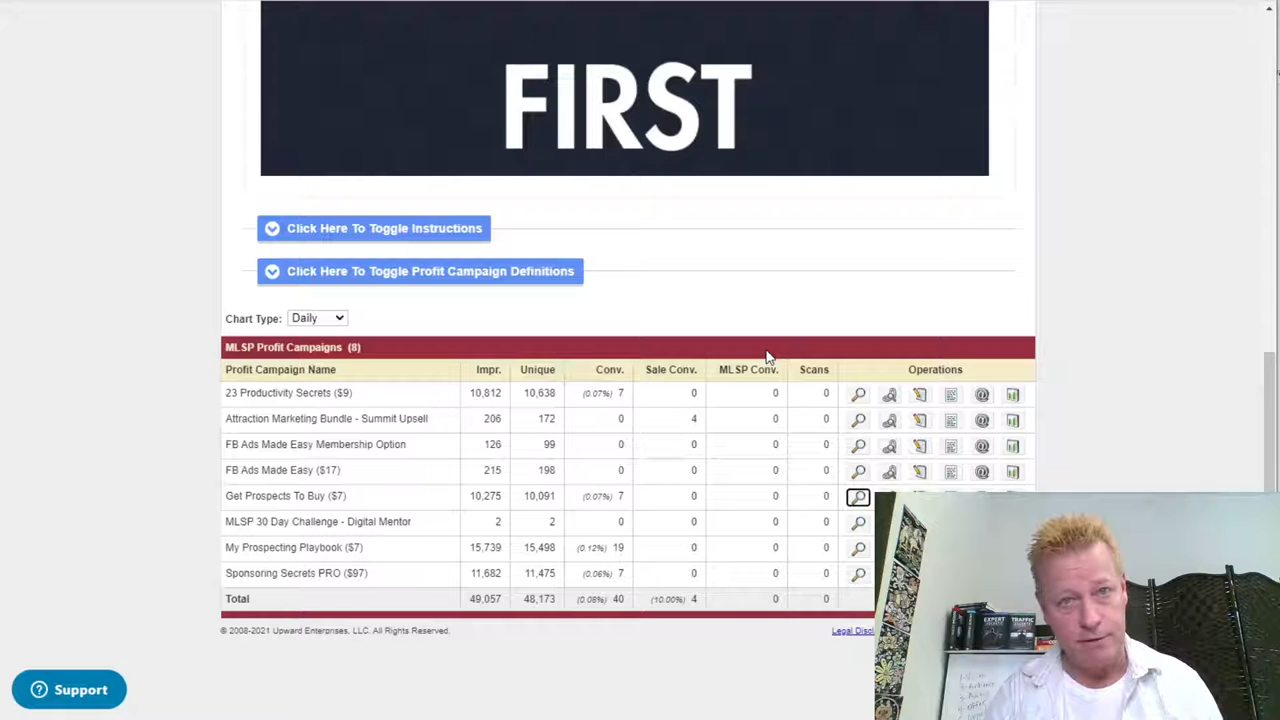 FIRST
Click Here To Toggle Instructions
Click Here To Toggle Profit Campaign Definitions
Chart Type: Daily
MLSP Profit Campaigns (8)
Profit Campaign Name Impr. Unique Conv. Sale Conv. MLSP Conv. Scans Operations
23 Productivity Secrets ($9) 10,812 10,638 (0.07%) 7 0 0 0
Attraction Marketing Bundle - Summit Upsell 206 172 0 4 0 0
FB Ads Made Easy Membership Option 126 99 0 0 0 0
FB Ads Made Easy ($17) 215 198 0 0 0 0
Get Prospects To Buy ($7) 10,275 10,091 (0.07%) 7 0 0 0
MLSP 30 Day Challenge - Digital Mentor 2 2 0 0 0 0
My Prospecting Playbook ($7) 15,739 15,498 (0.12%) 19 0 0 0
Sponsoring Secrets PRO ($97) 11,682 11,475 (0.06%) 7 0 0 0
Total 49,057 48,173 (0.08%) 40 (10.00%) 4 0 0
© 2008-2021 Upward Enterprises, LLC. All Rights Reserved.
Legal
EXPERT
SECRETS
TRAFFIC
SECRETS
Support